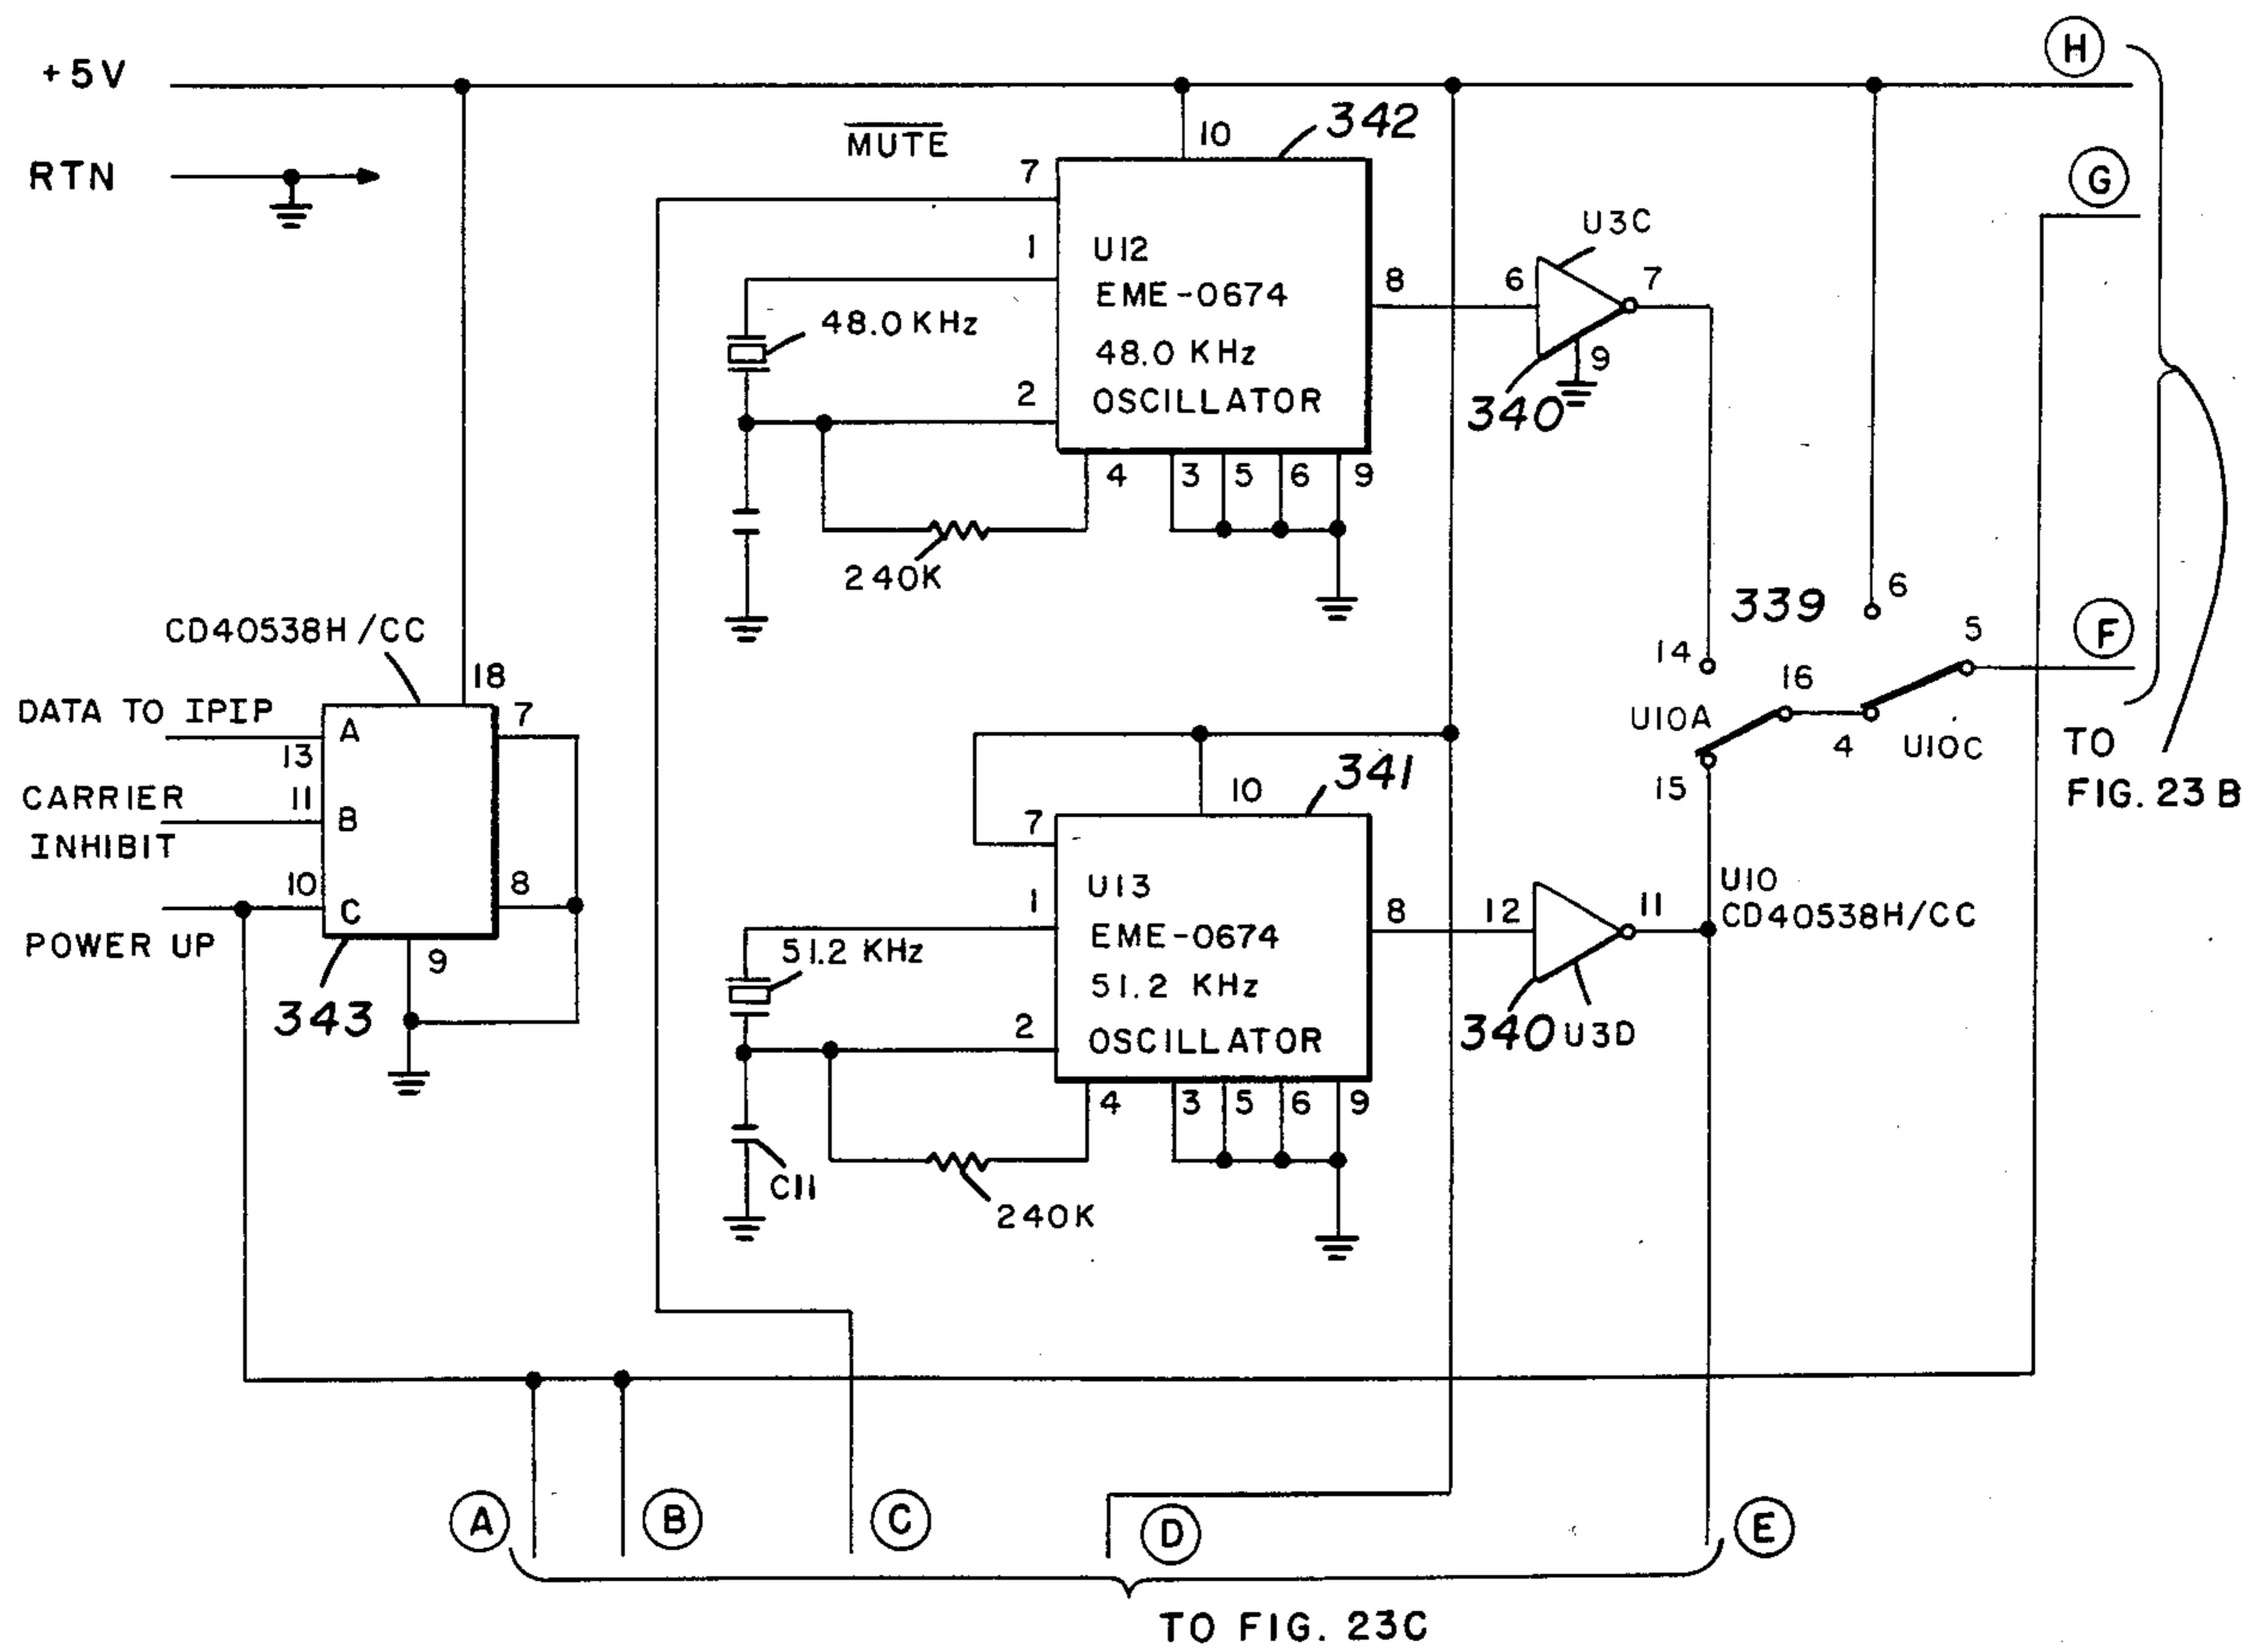 +5V
RTN
H
G
F
TO
FIG. 23B
MUTE
342
10
7
1
2
U12
EME-0674
48.0 KHz
OSCILLATOR
8
4
3
5
6
9
48.0 KHz
240K
U3C
6
7
9
340
339
6
5
14
16
U10A
4
U10C
15
U10
CD40538H/CC
CD40538H/CC
18
DATA TO IPIP
A
13
7
CARRIER
INHIBIT
11
B
10
C
8
POWER UP
9
343
341
10
7
1
2
U13
EME-0674
51.2 KHz
OSCILLATOR
8
4
3
5
6
9
51.2 KHz
C11
240K
12
11
340
U3D
A
B
C
D
E
TO FIG. 23C